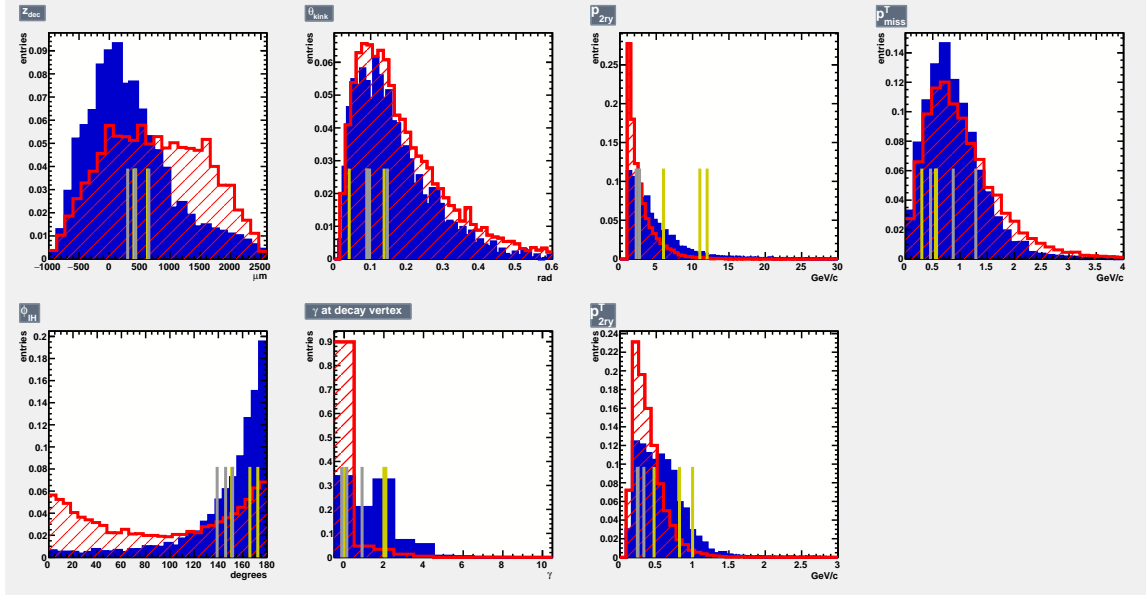 z_dec
θ_kink
p_2ry
p^T_miss
entries
0.09
0.08
0.07
0.06
0.05
0.04
0.03
0.02
0.01
0
−1000 −500 0 500 1000 1500 2000 2500
μm
entries
0.06
0.05
0.04
0.03
0.02
0.01
0
0 0.1 0.2 0.3 0.4 0.5 0.6
rad
entries
0.25
0.2
0.15
0.1
0.05
0
0 5 10 15 20 25 30
GeV/c
entries
0.14
0.12
0.1
0.08
0.06
0.04
0.02
0
0 0.5 1 1.5 2 2.5 3 3.5 4
GeV/c
ϕ_lH
γ at decay vertex
p^T_2ry
entries
0.2
0.18
0.16
0.14
0.12
0.1
0.08
0.06
0.04
0.02
0
0 20 40 60 80 100 120 140 160 180
degrees
entries
0.9
0.8
0.7
0.6
0.5
0.4
0.3
0.2
0.1
0
0 2 4 6 8 10
γ
entries
0.24
0.22
0.2
0.18
0.16
0.14
0.12
0.1
0.08
0.06
0.04
0.02
0
0 0.5 1 1.5 2 2.5 3
GeV/c